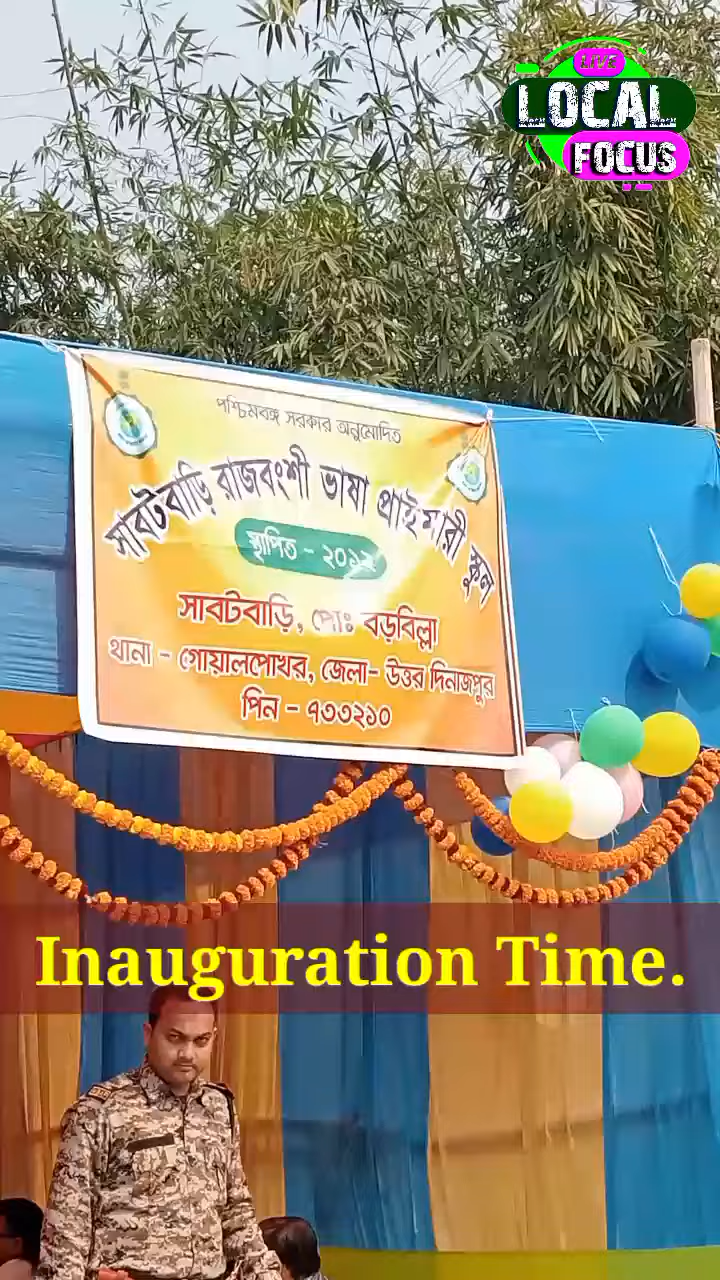 LIVE
LOCAL
FOCUS
পশ্চিমবঙ্গ সরকার অনুমোদিত
সাবটবাড়ি রাজবংশী ভাষা প্রাইমারী স্কুল
স্থাপিত - ২০১২
সাবটবাড়ি, পোঃ বড়বিল্লা
থানা - গোয়ালপোখর, জেলা- উত্তর দিনাজপুর
পিন - ৭৩৩২১০
Inauguration Time.